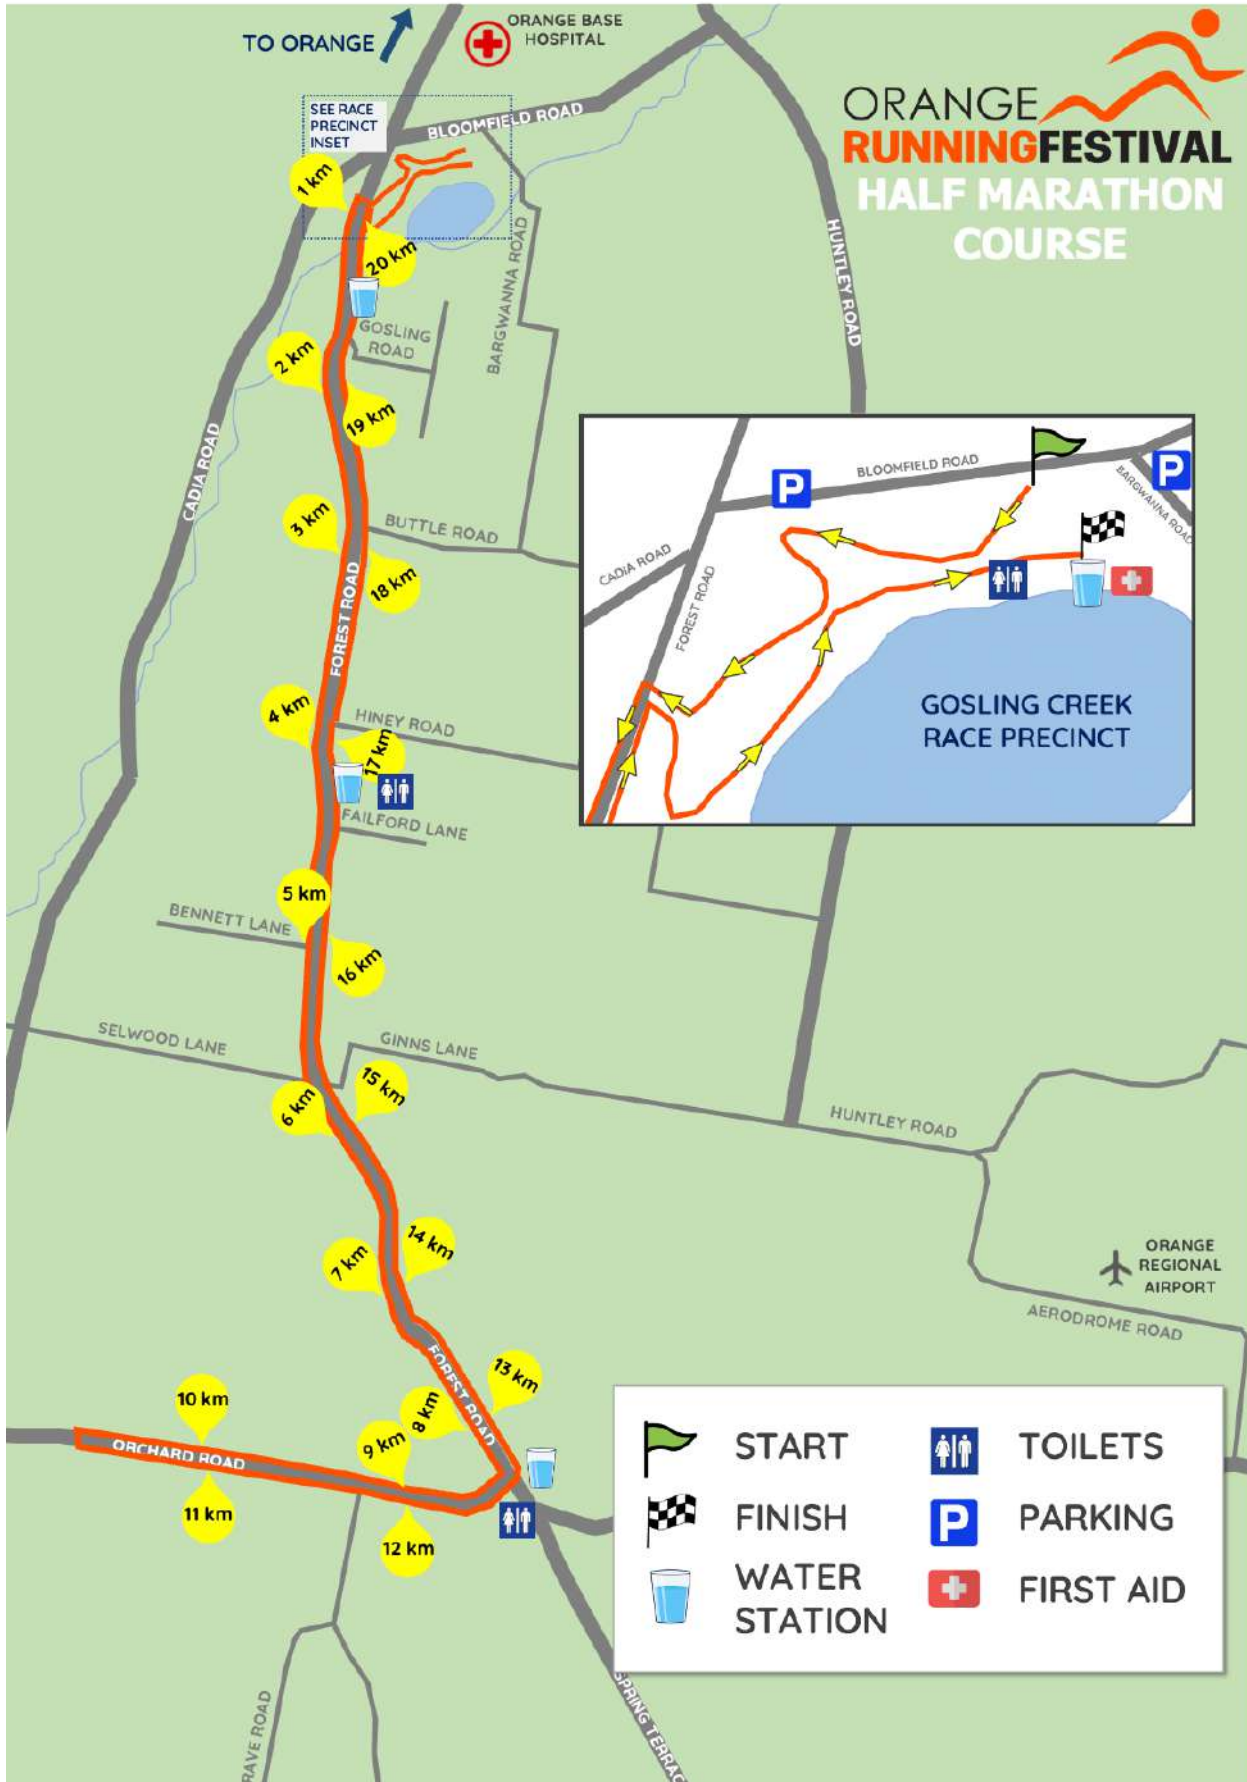 TO ORANGE
ORANGE BASE
HOSPITAL
ORANGE
RUNNINGFESTIVAL
HALF MARATHON
COURSE
SEE RACE
PRECINCT
INSET
BLOOMFIELD ROAD
1 km
20 km
BARGWANNA ROAD
HUNTLEY ROAD
GOSLING
ROAD
2 km
19 km
CADIA ROAD
3 km
BUTTLE ROAD
18 km
FOREST ROAD
4 km
HINEY ROAD
17 km
FAILFORD LANE
5 km
BENNETT LANE
16 km
SELWOOD LANE
GINNS LANE
15 km
6 km
HUNTLEY ROAD
14 km
7 km
ORANGE
REGIONAL
AIRPORT
AERODROME ROAD
FOREST ROAD
13 km
8 km
9 km
10 km
ORCHARD ROAD
11 km
12 km
RAVE ROAD
SPRING TERRAC
BLOOMFIELD ROAD
P
P
BARGWANNA ROAD
CADIA ROAD
FOREST ROAD
GOSLING CREEK
RACE PRECINCT
START
TOILETS
FINISH
P
PARKING
WATER
STATION
FIRST AID